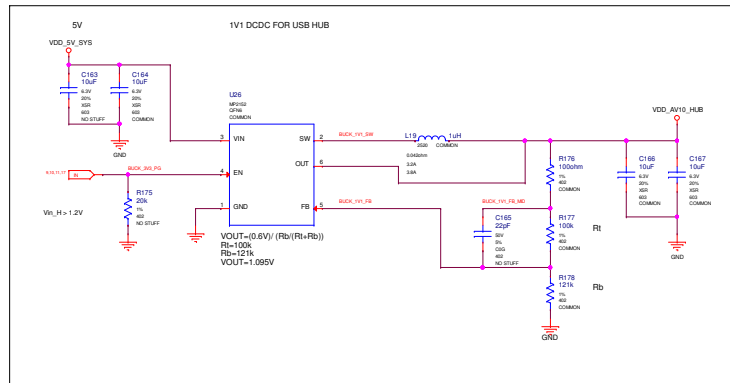 5V
1V1 DCDC FOR USB HUB
VDD_5V_SYS
C163
10uF
6.3V
20%
X5R
603
NO STUFF
C164
10uF
6.3V
20%
X5R
603
COMMON
GND
U26
MP2152
QFN6
COMMON
3
VIN
SW
2
BUCK_1V1_SW
L19
1uH
2520
COMMON
0.045ohm
3.2A
3.8A
VDD_AV10_HUB
OUT
6
IN
BUCK_3V3_PG
4
EN
R175
20k
1%
402
NO STUFF
Vin_H > 1.2V
1
GND
FB
5
BUCK_1V1_FB
VOUT=(0.6V)/ (Rb/(Rt+Rb))
Rt=100k
Rb=121k
VOUT=1.095V
R176
100ohm
1%
402
COMMON
BUCK_1V1_FB_MID
C165
22pF
50V
5%
C0G
402
NO STUFF
R177
100k
1%
402
COMMON
Rt
R178
121k
1%
402
COMMON
Rb
GND
C166
10uF
6.3V
20%
X5R
603
COMMON
C167
10uF
6.3V
20%
X5R
603
COMMON
GND